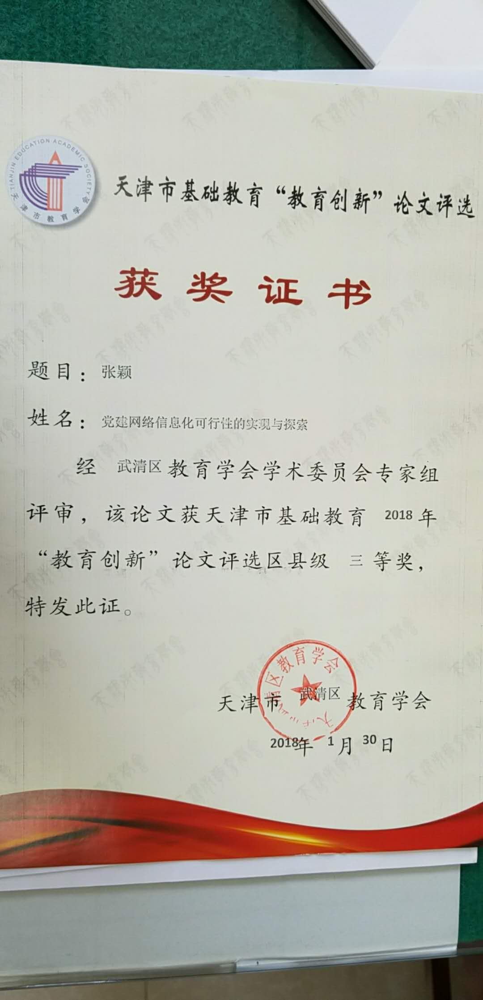 TIANJIN EDUCATION ACADEMIC SOCIETY
天津市教育学会
天津市基础教育“教育创新”论文评选
获奖证书
题目：张颖
姓名：党建网络信息化可行性的实现与探索
经 武清区 教育学会学术委员会专家组
评审，该论文获天津市基础教育 2018 年
“教育创新”论文评选区县级 三 等奖，
特发此证。
天津市 武清区 教育学会
2018年 1 月 30 日
区教育学会